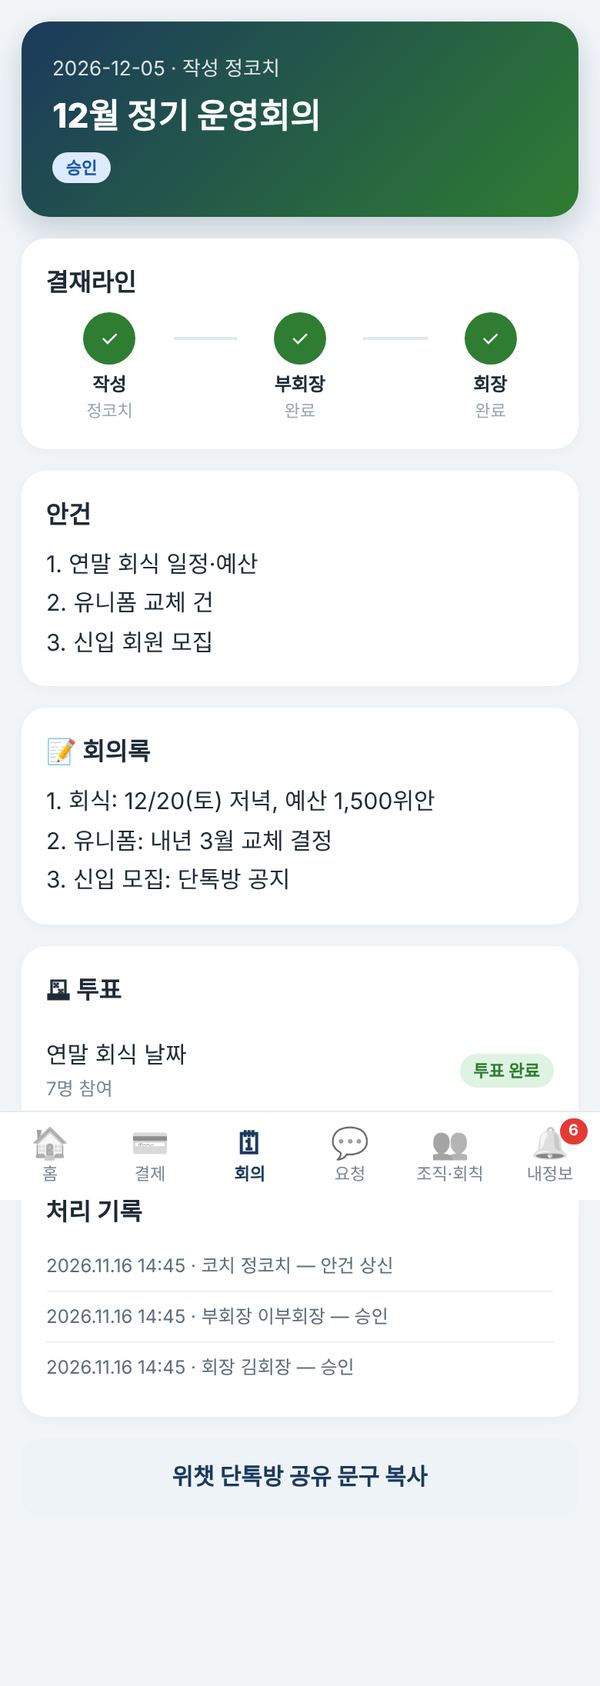 2026-12-05 · 작성 정코치
12월 정기 운영회의
승인
결재라인
작성
정코치
부회장
완료
회장
완료
안건
1. 연말 회식 일정·예산
2. 유니폼 교체 건
3. 신입 회원 모집
📝 회의록
1. 회식: 12/20(토) 저녁, 예산 1,500위안
2. 유니폼: 내년 3월 교체 결정
3. 신입 모집: 단톡방 공지
🗳 투표
연말 회식 날짜
7명 참여
투표 완료
홈
결제
회의
요청
조직·회칙
6
내정보
처리 기록
2026.11.16 14:45 · 코치 정코치 — 안건 상신
2026.11.16 14:45 · 부회장 이부회장 — 승인
2026.11.16 14:45 · 회장 김회장 — 승인
위챗 단톡방 공유 문구 복사